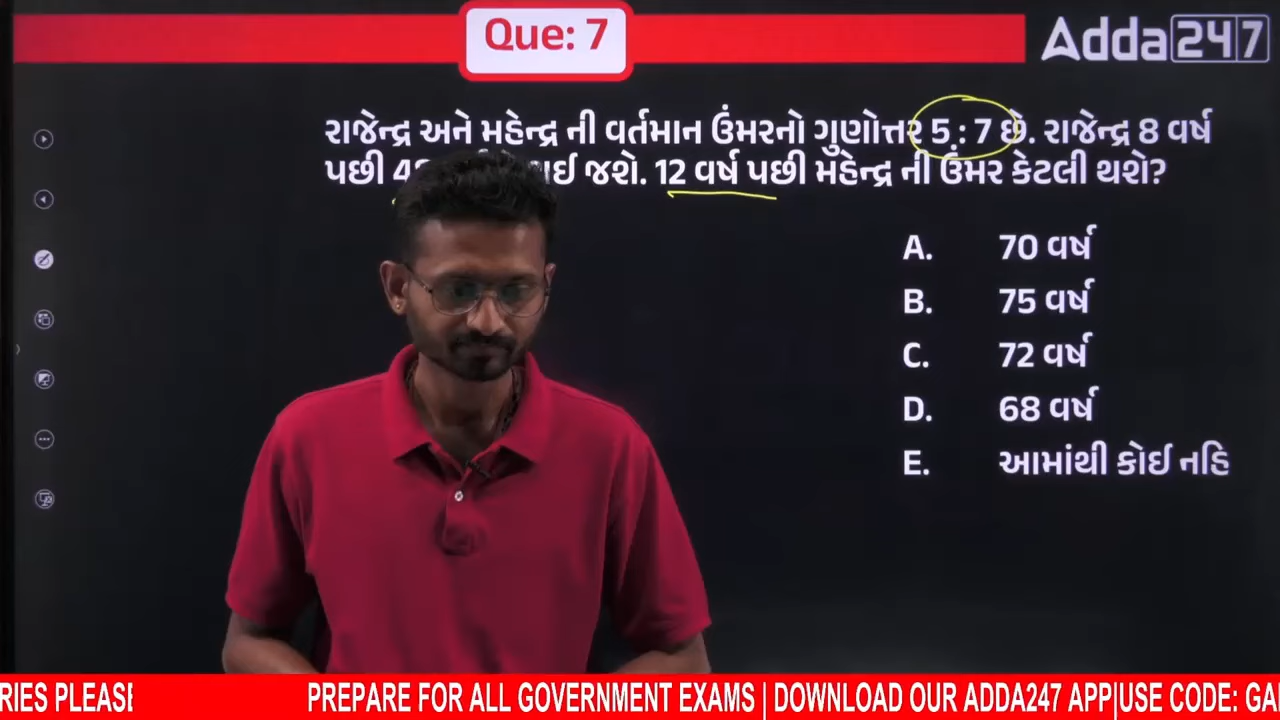 Que: 7
Adda247
રાજેન્દ્ર અને મહેન્દ્ર ની વર્તમાન ઉંમરનો ગુણોત્તર 5 : 7 છે. રાજેન્દ્ર 8 વર્ષ
પછી જશે. 12 વર્ષ પછી મહેન્દ્ર ની ઉંમર કેટલી થશે?
A. 70 વર્ષ
B. 75 વર્ષ
C. 72 વર્ષ
D. 68 વર્ષ
E. આમાંથી કોઈ નહિ
RIES PLEASE PREPARE FOR ALL GOVERNMENT EXAMS | DOWNLOAD OUR ADDA247 APP|USE CODE: